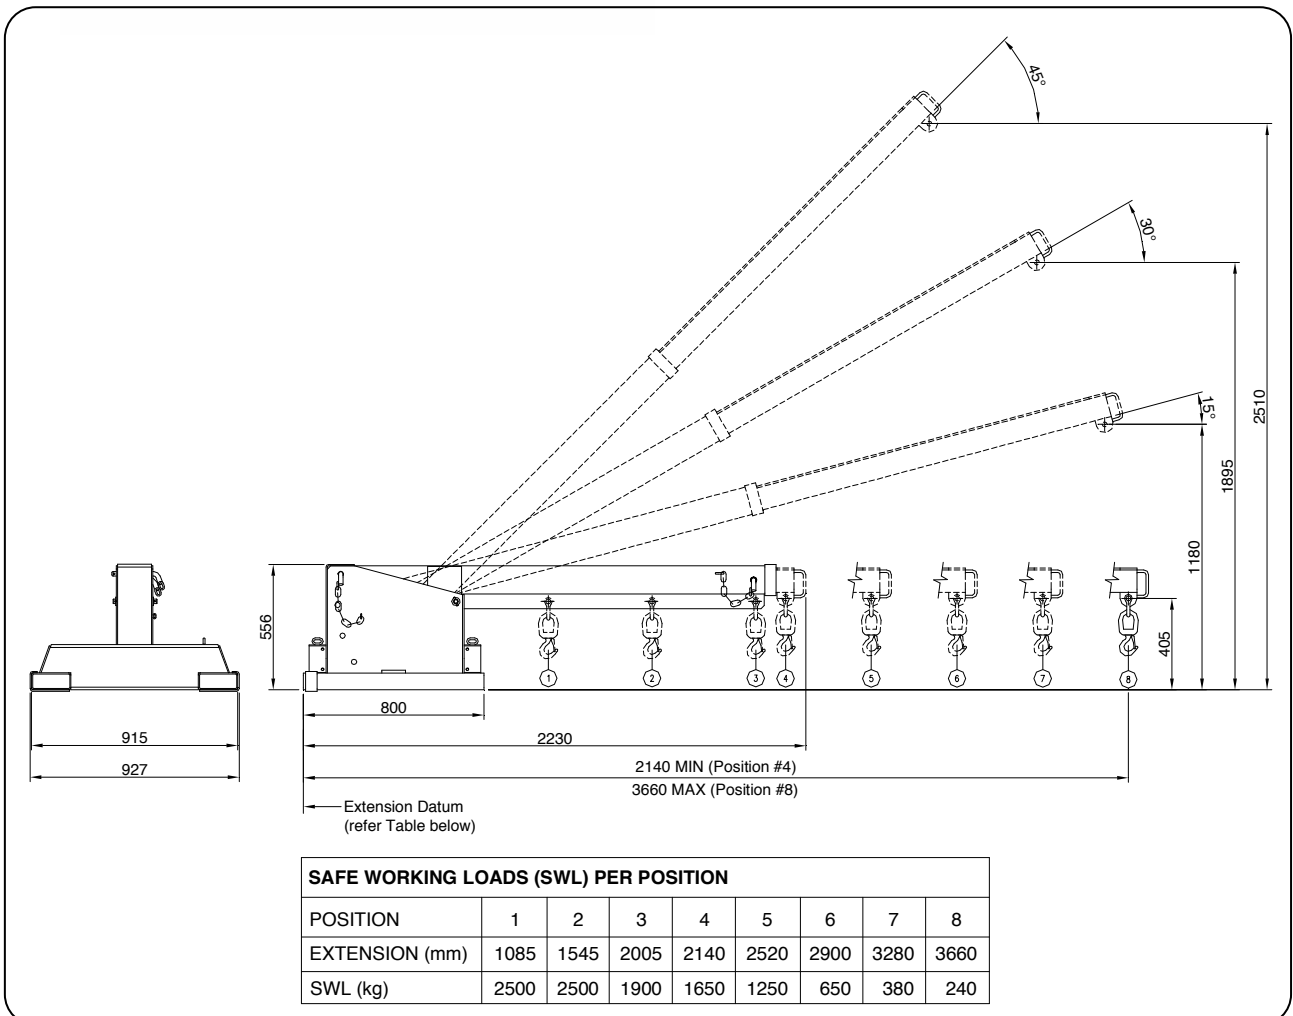 45°
30°
15°
2510
1895
1180
405
556
1 2 3 4 5 6 7 8
800
915
2230
927
2140 MIN (Position #4)
3660 MAX (Position #8)
Extension Datum
(refer Table below)
SAFE WORKING LOADS (SWL) PER POSITION
POSITION 1 2 3 4 5 6 7 8
EXTENSION (mm) 1085 1545 2005 2140 2520 2900 3280 3660
SWL (kg) 2500 2500 1900 1650 1250 650 380 240